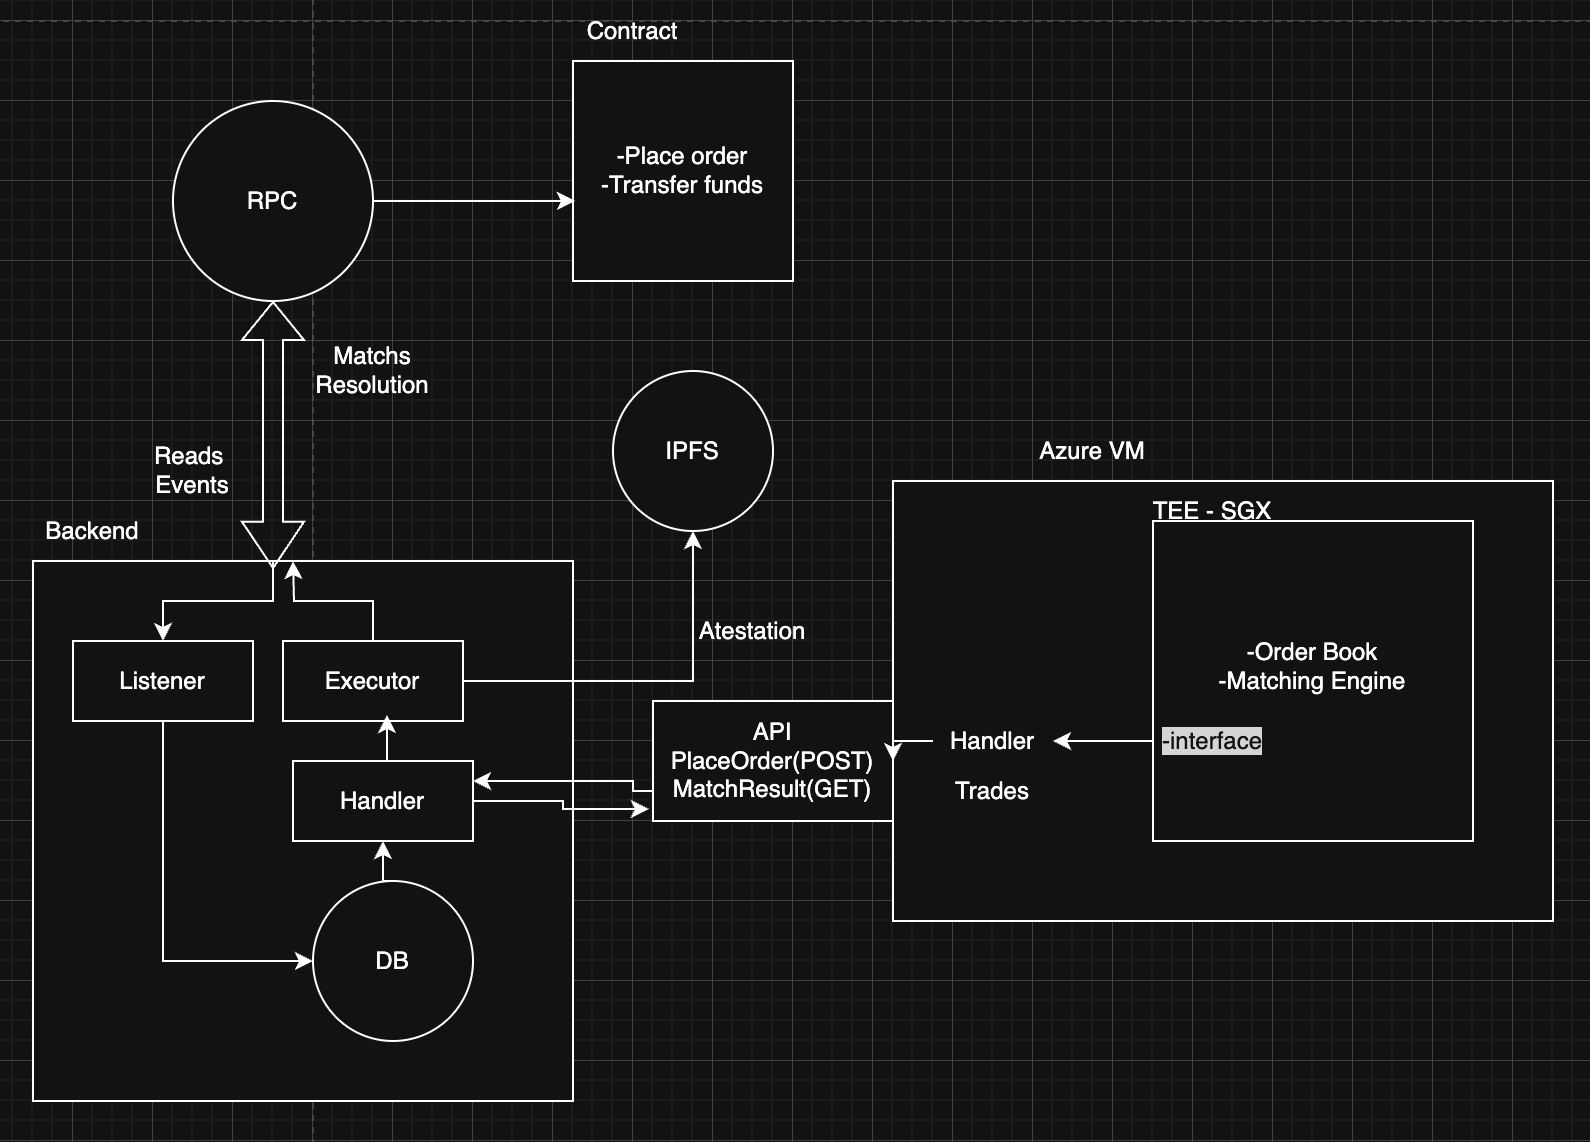 Contract
-Place order
-Transfer funds
RPC
Matchs
Resolution
Reads
Events
IPFS
Azure VM
TEE - SGX
Backend
Atestation
-Order Book
-Matching Engine
Listener
Executor
API
PlaceOrder(POST)
MatchResult(GET)
Handler
-interface
Trades
Handler
DB